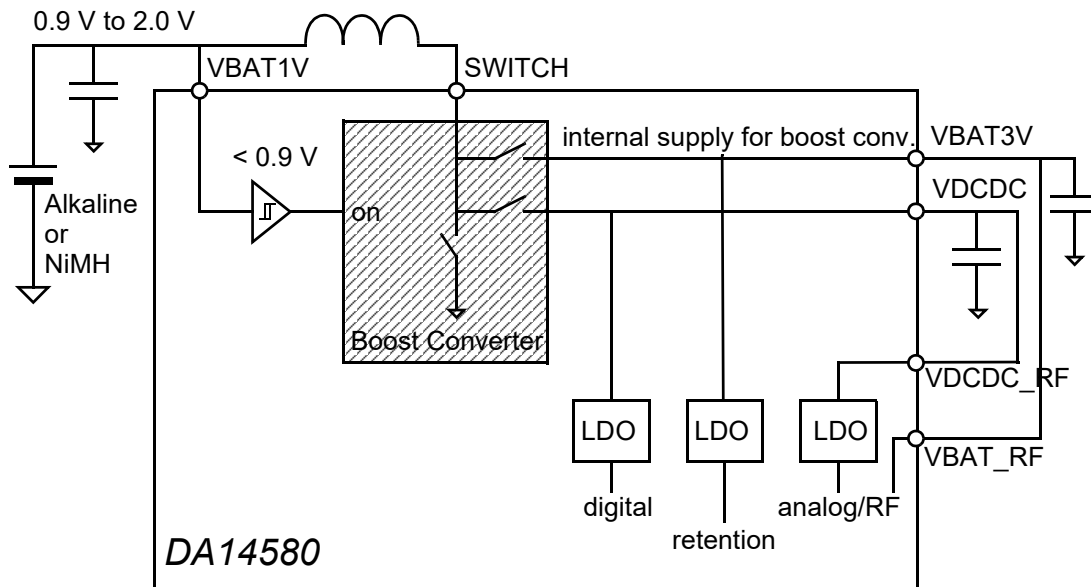 0.9 V to 2.0 V
VBAT1V
SWITCH
internal supply for boost conv.
VBAT3V
< 0.9 V
VDCDC
Alkaline
or
NiMH
on
Boost Converter
VDCDC_RF
LDO
LDO
LDO
VBAT_RF
digital
analog/RF
retention
DA14580